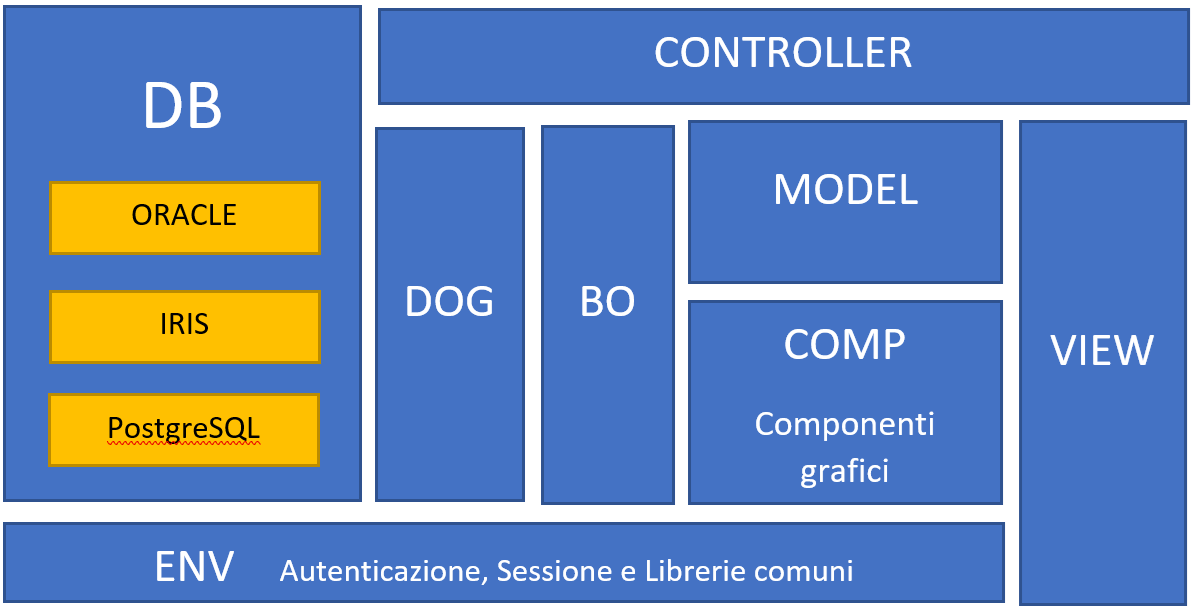 DB
ORACLE
IRIS
PostgreSQL
CONTROLLER
DOG
BO
MODEL
COMP
Componenti
grafici
VIEW
ENV Autenticazione, Sessione e Librerie comuni